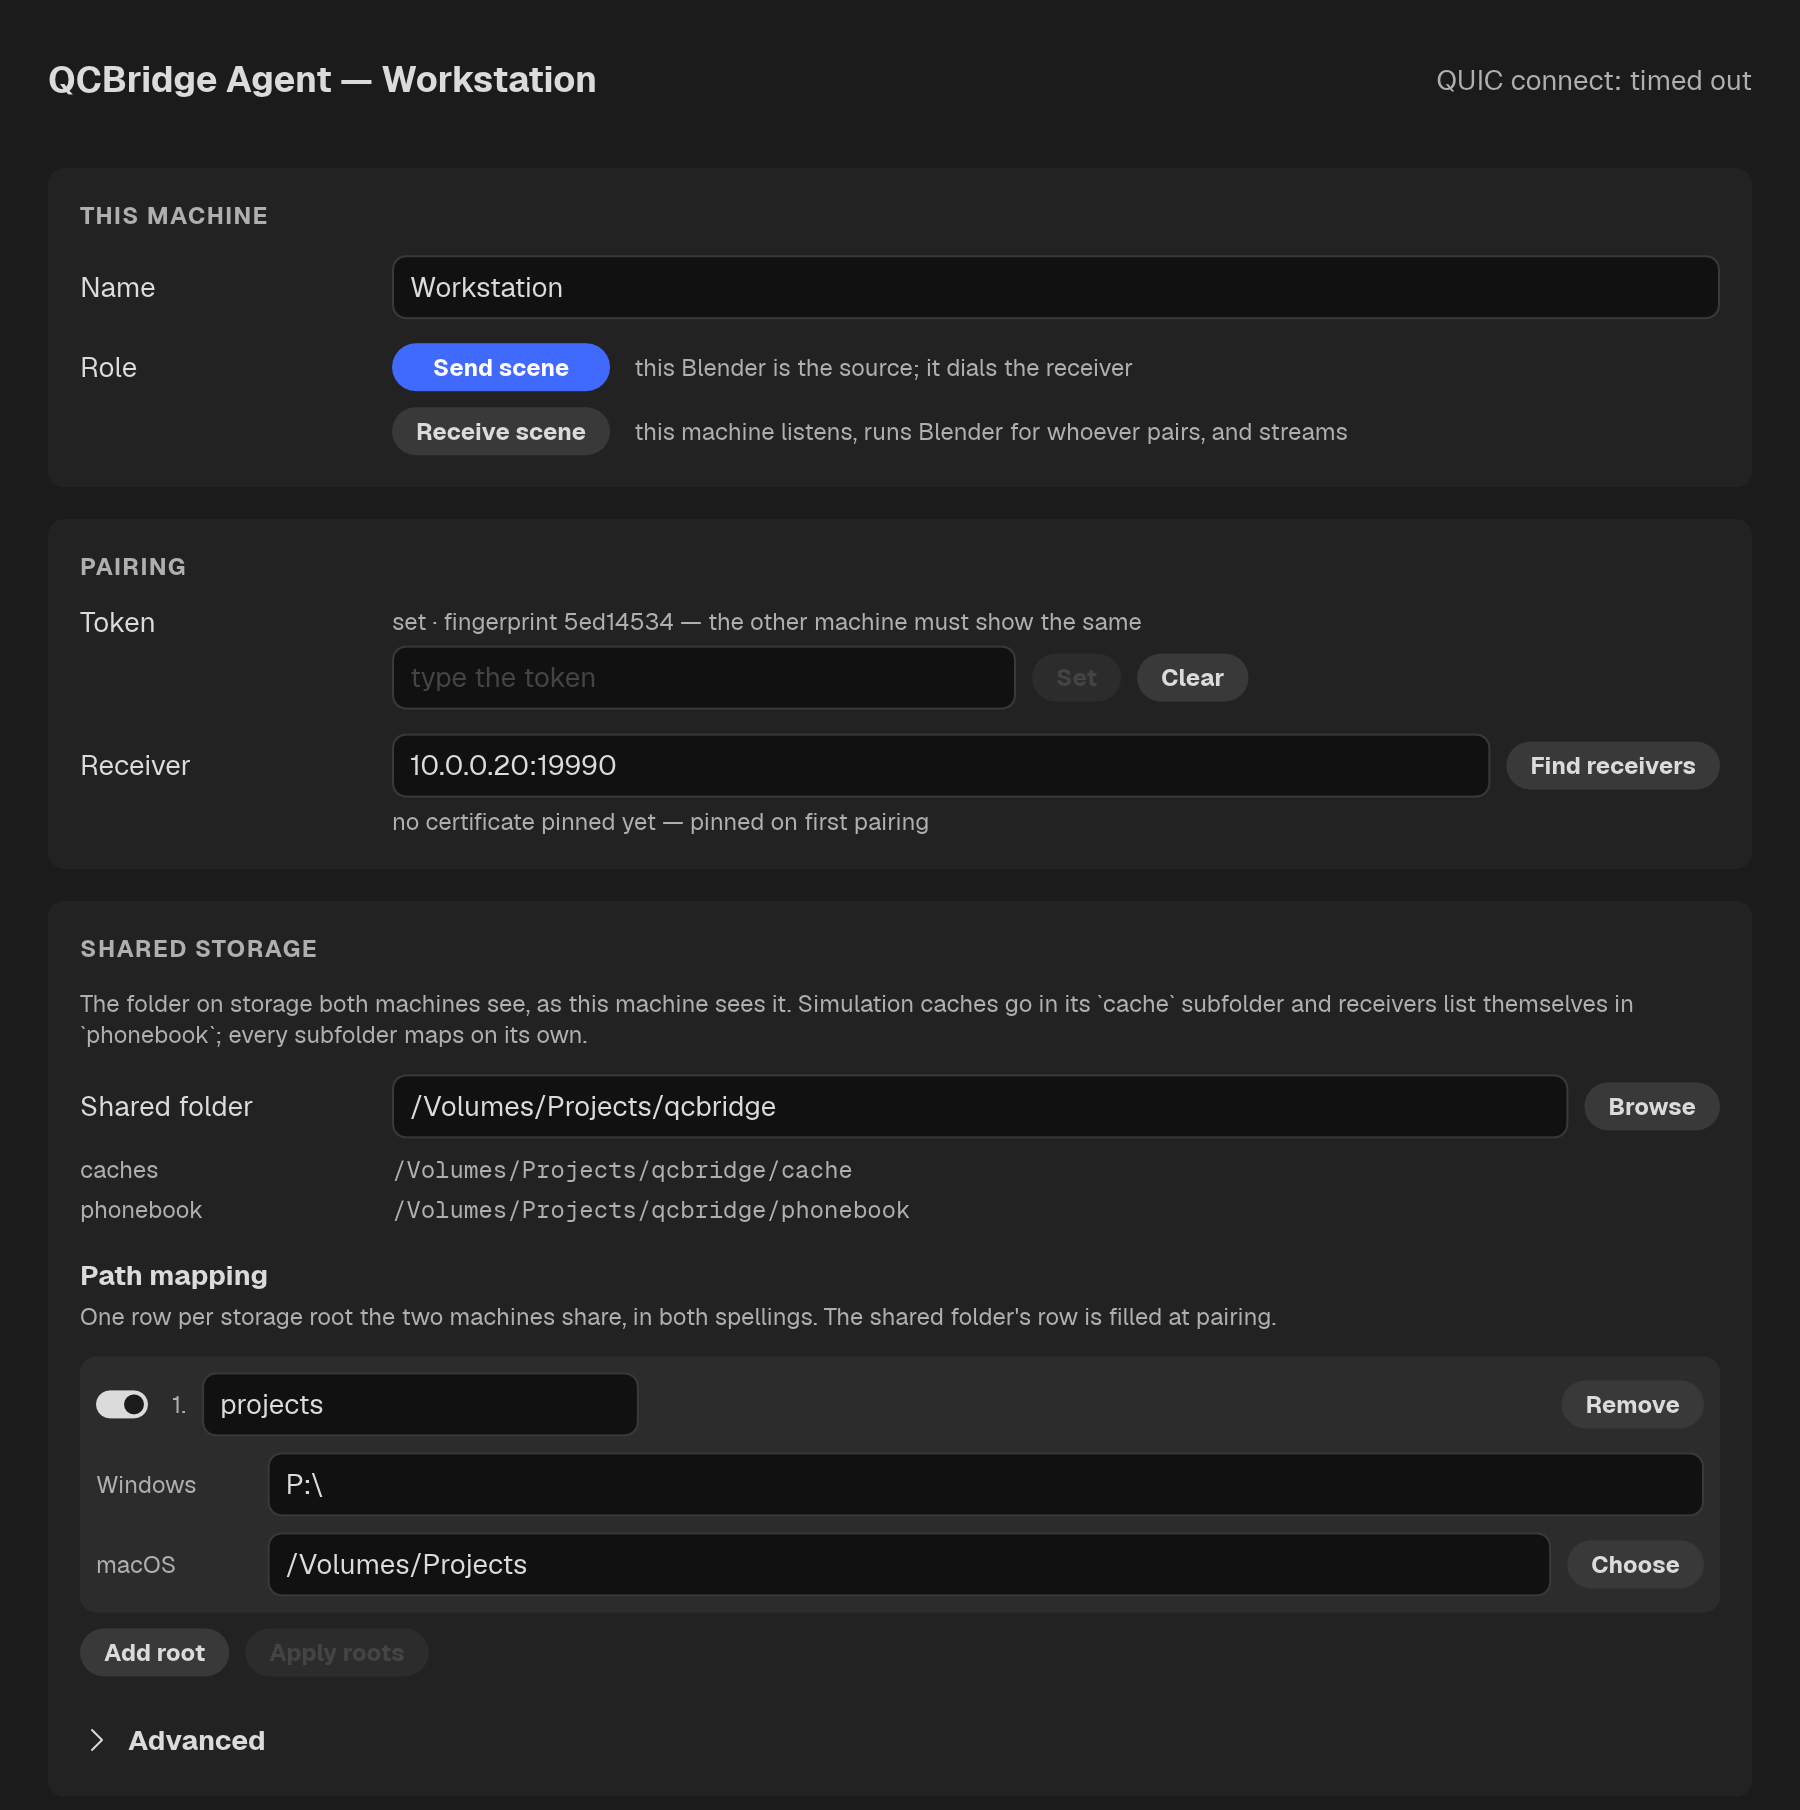 QCBridge Agent — Workstation
QUIC connect: timed out
THIS MACHINE
Name
Workstation
Role
Send scene
this Blender is the source; it dials the receiver
Receive scene
this machine listens, runs Blender for whoever pairs, and streams
PAIRING
Token
set · fingerprint 5ed14534 — the other machine must show the same
type the token
Set
Clear
Receiver
10.0.0.20:19990
Find receivers
no certificate pinned yet — pinned on first pairing
SHARED STORAGE
The folder on storage both machines see, as this machine sees it. Simulation caches go in its `cache` subfolder and receivers list themselves in
`phonebook`; every subfolder maps on its own.
Shared folder
/Volumes/Projects/qcbridge
Browse
caches
/Volumes/Projects/qcbridge/cache
phonebook
/Volumes/Projects/qcbridge/phonebook
Path mapping
One row per storage root the two machines share, in both spellings. The shared folder's row is filled at pairing.
1.
projects
Remove
Windows
P:\
macOS
/Volumes/Projects
Choose
Add root
Apply roots
Advanced